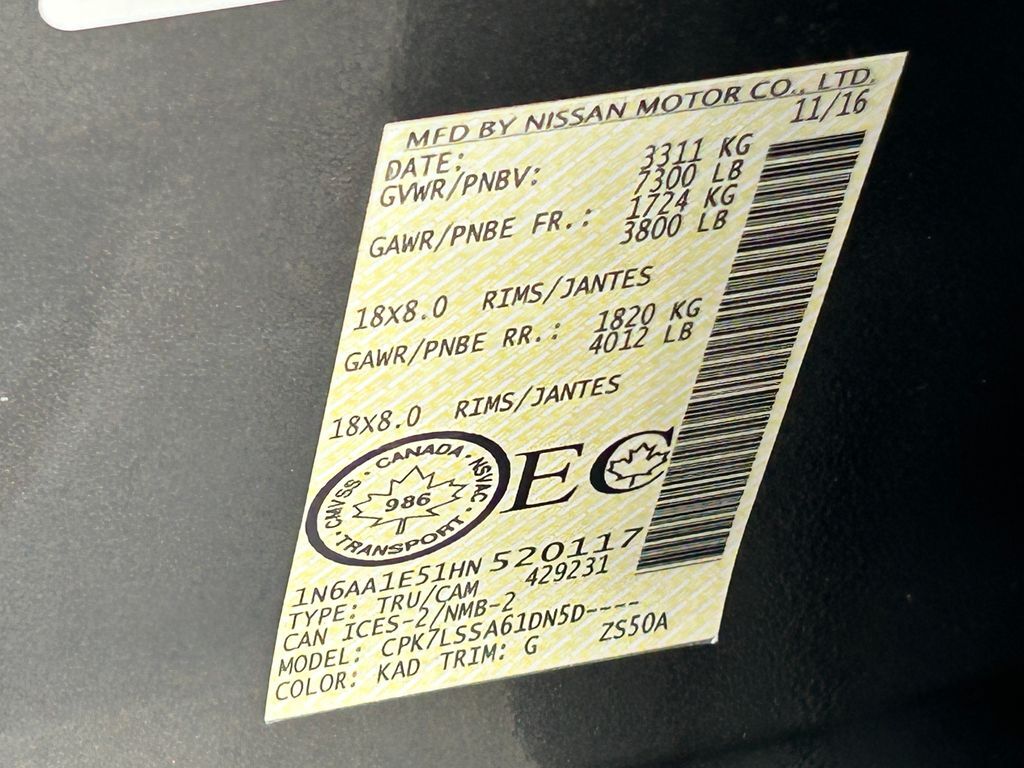 MFD BY NISSAN MOTOR CO., LTD.
DATE: 11/16
GVWR/PNBV: 3311 KG
7300 LB
GAWR/PNBE FR.: 1724 KG
3800 LB
18X8.0 RIMS/JANTES
GAWR/PNBE RR.: 1820 KG
4012 LB
18X8.0 RIMS/JANTES
CANADA · NSVAC · TRANSPORT · CMVSS ·
986
EC
1N6AA1E51HN520117
TYPE: TRU/CAM 429231
CAN ICES-2/NMB-2
MODEL: CPK7LSSA61DN5D----
COLOR: KAD TRIM: G ZS50A